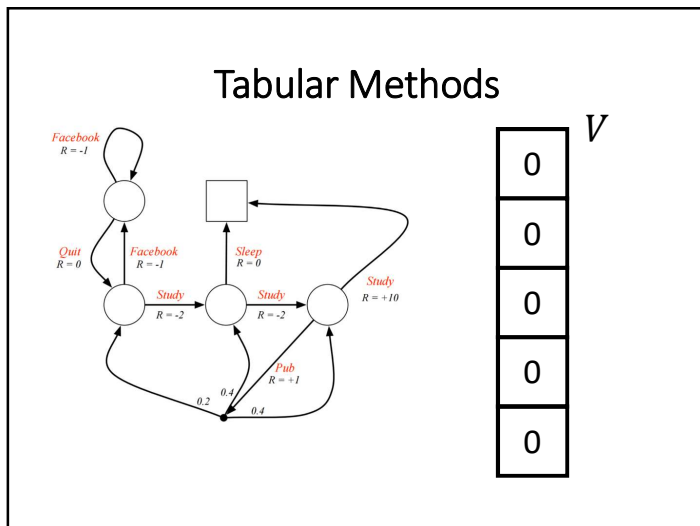 Tabular Methods
Facebook
R = -1
Quit
R = 0
Facebook
R = -1
Sleep
R = 0
Study
R = +10
Study
R = -2
Study
R = -2
Pub
R = +1
0.2
0.4
0.4
V
0
0
0
0
0